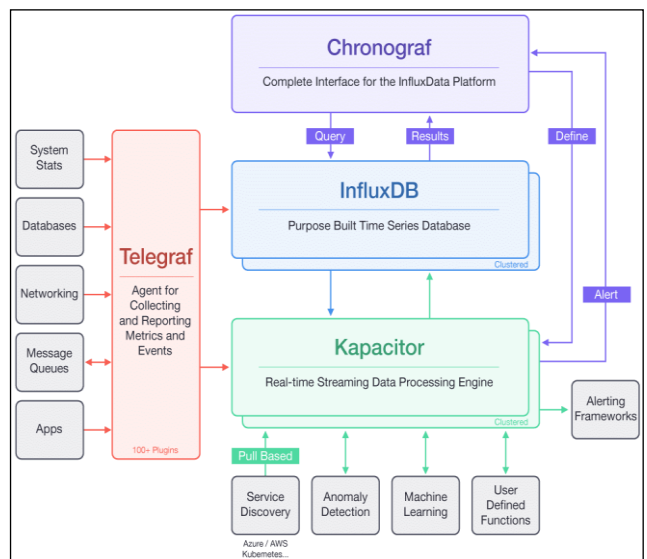 Chronograf
Complete Interface for the InfluxData Platform
Query
Results
Define
System
Stats
Databases
Networking
Message
Queues
Apps
Telegraf
Agent for
Collecting
and Reporting
Metrics and
Events
100+ Plugins
InfluxDB
Purpose Built Time Series Database
Clustered
Alert
Kapacitor
Real-time Streaming Data Processing Engine
Clustered
Alerting
Frameworks
Pull Based
Service
Discovery
Azure / AWS
Kubernetes...
Anomaly
Detection
Machine
Learning
User
Defined
Functions